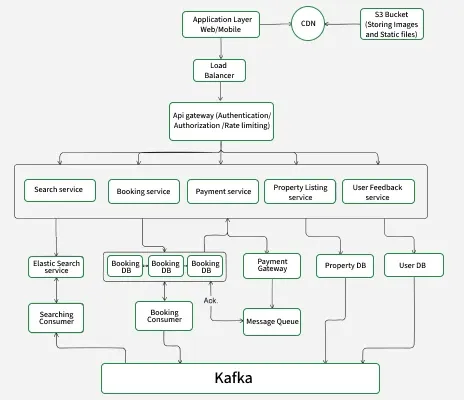 Application Layer
Web/Mobile
CDN
S3 Bucket
(Storing Images
and Static files)
Load
Balancer
Api gateway (Authentication/
Authorization /Rate limiting)
Search service
Booking service
Payment service
Property Listing
service
User Feedback
service
Elastic Search
service
Booking
DB
Booking
DB
Booking
DB
Payment
Gateway
Property DB
User DB
Searching
Consumer
Booking
Consumer
Aok.
Message Queue
Kafka